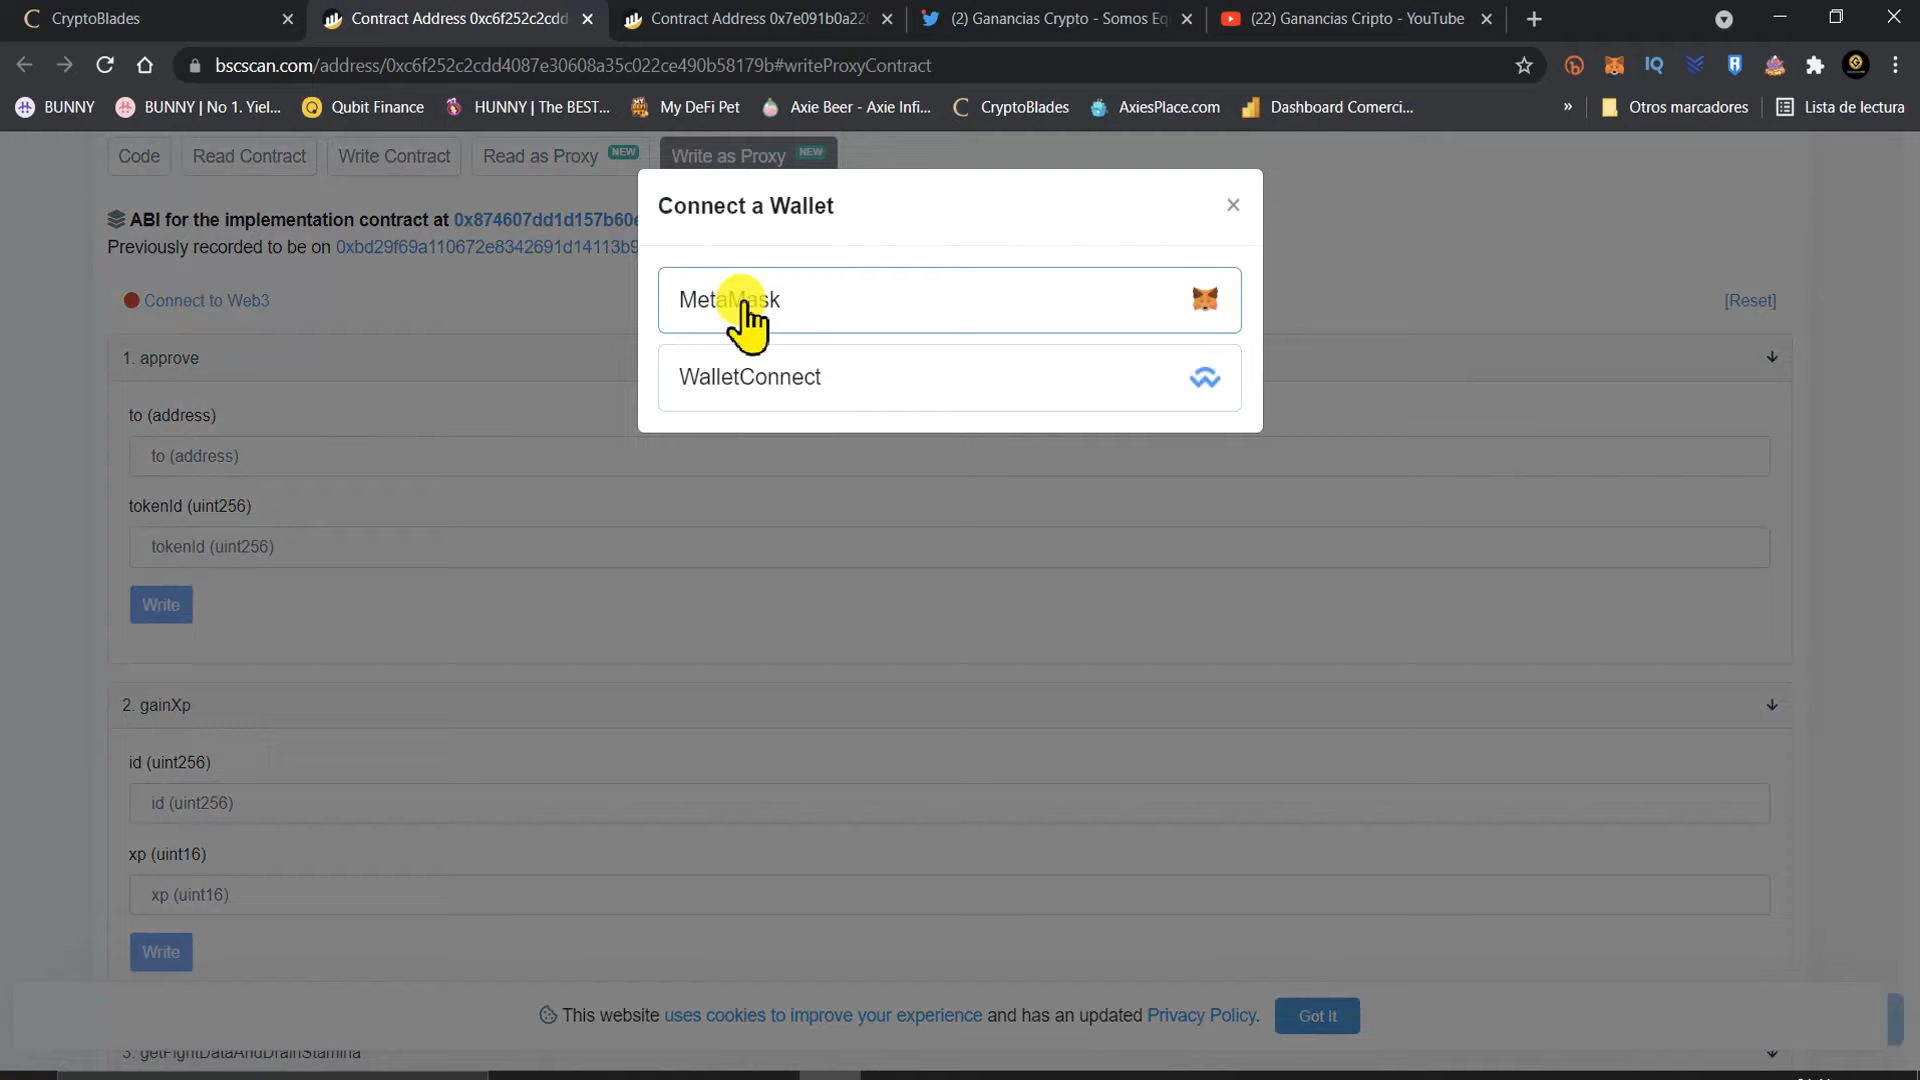 CryptoBlades
Contract Address 0xc6f252c2cdd
Contract Address 0x7e091b0a220
(2) Ganancias Crypto - Somos Eq
(22) Ganancias Cripto - YouTube
bscscan.com/address/0xc6f252c2cdd4087e30608a35c022ce490b58179b#writeProxyContract
BUNNY
BUNNY | No 1. Yiel...
Qubit Finance
HUNNY | The BEST...
My DeFi Pet
Axie Beer - Axie Infi...
CryptoBlades
AxiesPlace.com
Dashboard Comerci...
»
Otros marcadores
Lista de lectura
Code
Read Contract
Write Contract
Read as Proxy NEW
Write as Proxy NEW
ABI for the implementation contract at 0x874607dd1d157b60e
Previously recorded to be on 0xbd29f69a110672e8342691d14113b9
Connect to Web3
[Reset]
Connect a Wallet
×
MetaMask
WalletConnect
1. approve
to (address)
to (address)
tokenId (uint256)
tokenId (uint256)
Write
2. gainXp
id (uint256)
id (uint256)
xp (uint16)
xp (uint16)
Write
This website uses cookies to improve your experience and has an updated Privacy Policy.
Got It
3. getFightDataAndDrainStamina